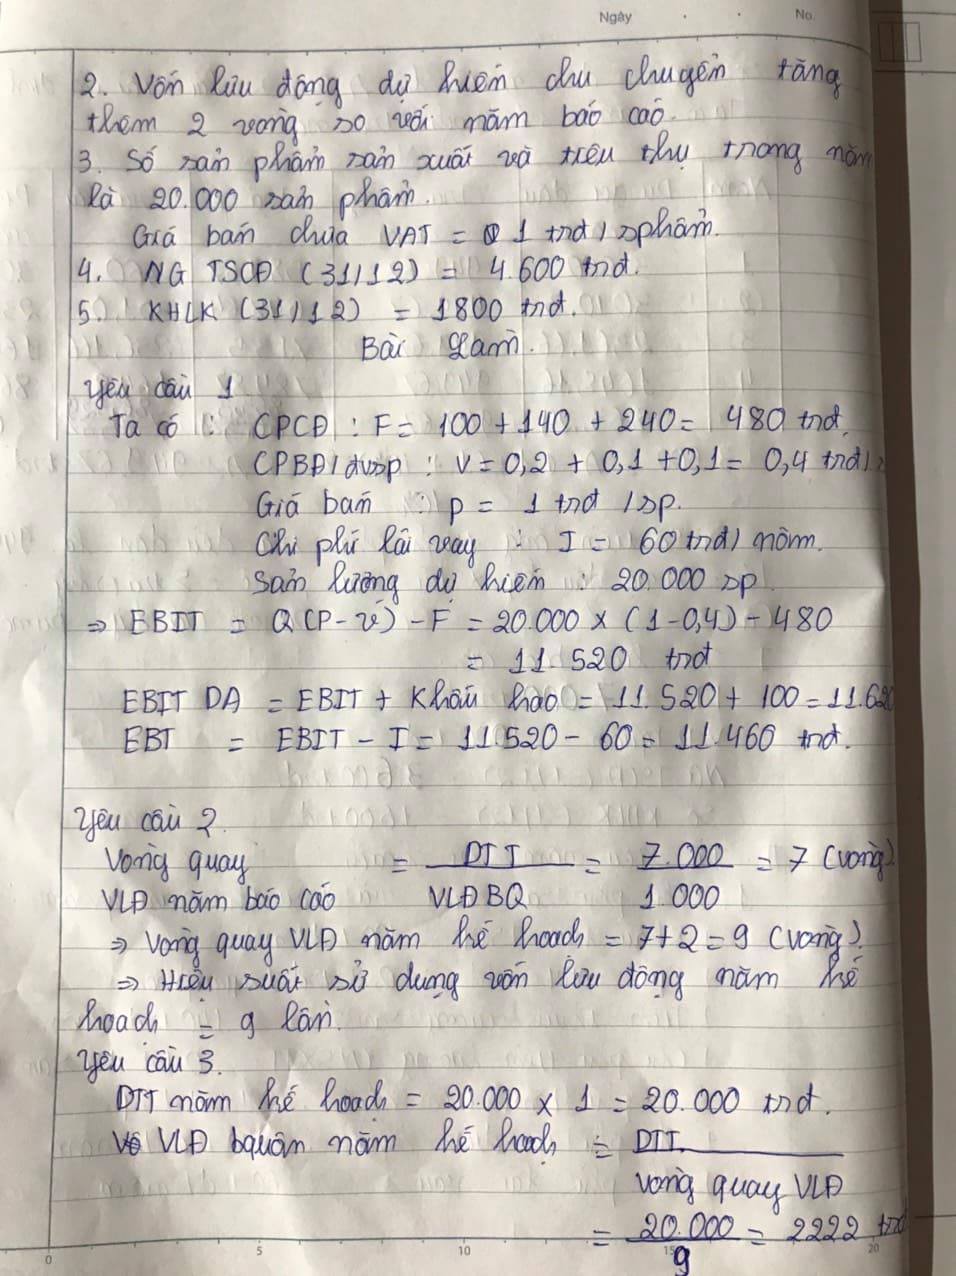 Ngày No.
2. Vốn lưu động dự kiến chu chuyển tăng
thêm 2 vòng so với năm báo cáo.
3. Số sản phẩm sản xuất và tiêu thụ trong năm
là 20.000 sản phẩm.
Giá bán chưa VAT = 1 trđ / sphẩm.
4. NG TSCĐ (31/12) = 4.600 trđ.
5. KHLK (31/12) = 1800 trđ.
Bài Làm.
Yêu cầu 1
Ta có : CPCĐ : F = 100 + 140 + 240 = 480 trđ.
CPBĐ/đvsp : V = 0,2 + 0,1 + 0,1 = 0,4 trđ/
Giá bán : p = 1 trđ /sp.
Chi phí lãi vay : I = 60 trđ/ năm.
Sản lượng dự kiến : 20.000 sp
⇒ EBIT = Q(P-v) - F = 20.000 × (1-0,4) - 480
= 11.520 trđ
EBIT DA = EBIT + Khấu hao = 11.520 + 100 = 11.620
EBT = EBIT - I = 11.520 - 60 = 11.460 trđ.
Yêu cầu 2.
Vòng quay = DTT = 7.000 = 7 (vòng)
VLĐ năm báo cáo VLĐ BQ 1.000
⇒ Vòng quay VLĐ năm kế hoạch = 7+2 = 9 (vòng).
⇒ Hiệu suất sử dụng vốn lưu động năm kế
hoạch = 9 lần.
Yêu cầu 3.
DTT năm kế hoạch = 20.000 × 1 = 20.000 trđ.
VLĐ bquân năm kế hoạch = DTT
vòng quay VLĐ
= 20.000 = 2222 trđ
9
0 5 10 15 20